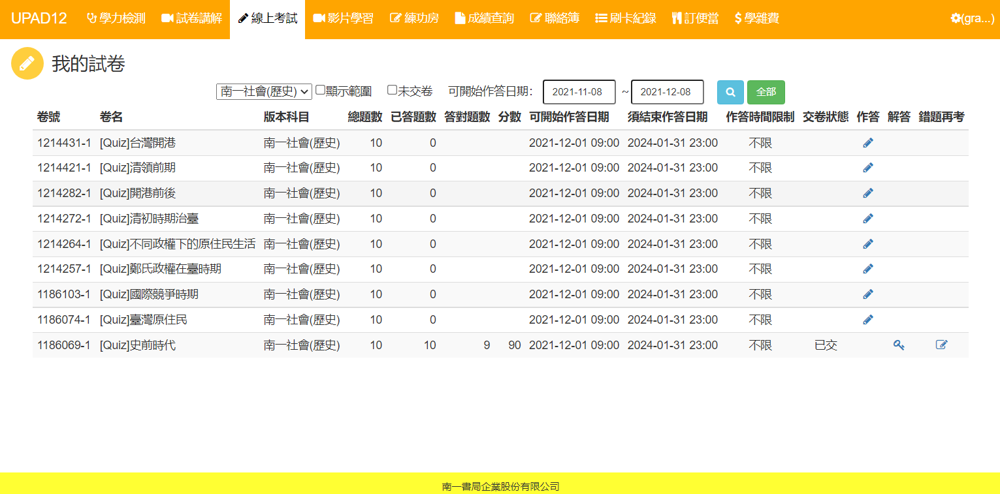 UPAD12 學力檢測 試卷講解 線上考試 影片學習 練功房 成績查詢 聯絡簿 刷卡紀錄 訂便當 學雜費 (gra...)
我的試卷
南一社會(歷史) 顯示範圍 未交卷 可開始作答日期： 2021-11-08 ~ 2021-12-08 全部
卷號 卷名 版本科目 總題數 已答題數 答對題數 分數 可開始作答日期 須結束作答日期 作答時間限制 交卷狀態 作答 解答 錯題再考
1214431-1 [Quiz]台灣開港 南一社會(歷史) 10 0 2021-12-01 09:00 2024-01-31 23:00 不限
1214421-1 [Quiz]清領前期 南一社會(歷史) 10 0 2021-12-01 09:00 2024-01-31 23:00 不限
1214282-1 [Quiz]開港前後 南一社會(歷史) 10 0 2021-12-01 09:00 2024-01-31 23:00 不限
1214272-1 [Quiz]清初時期治臺 南一社會(歷史) 10 0 2021-12-01 09:00 2024-01-31 23:00 不限
1214264-1 [Quiz]不同政權下的原住民生活 南一社會(歷史) 10 0 2021-12-01 09:00 2024-01-31 23:00 不限
1214257-1 [Quiz]鄭氏政權在臺時期 南一社會(歷史) 10 0 2021-12-01 09:00 2024-01-31 23:00 不限
1186103-1 [Quiz]國際競爭時期 南一社會(歷史) 10 0 2021-12-01 09:00 2024-01-31 23:00 不限
1186074-1 [Quiz]臺灣原住民 南一社會(歷史) 10 0 2021-12-01 09:00 2024-01-31 23:00 不限
1186069-1 [Quiz]史前時代 南一社會(歷史) 10 10 9 90 2021-12-01 09:00 2024-01-31 23:00 不限 已交
南一書局企業股份有限公司